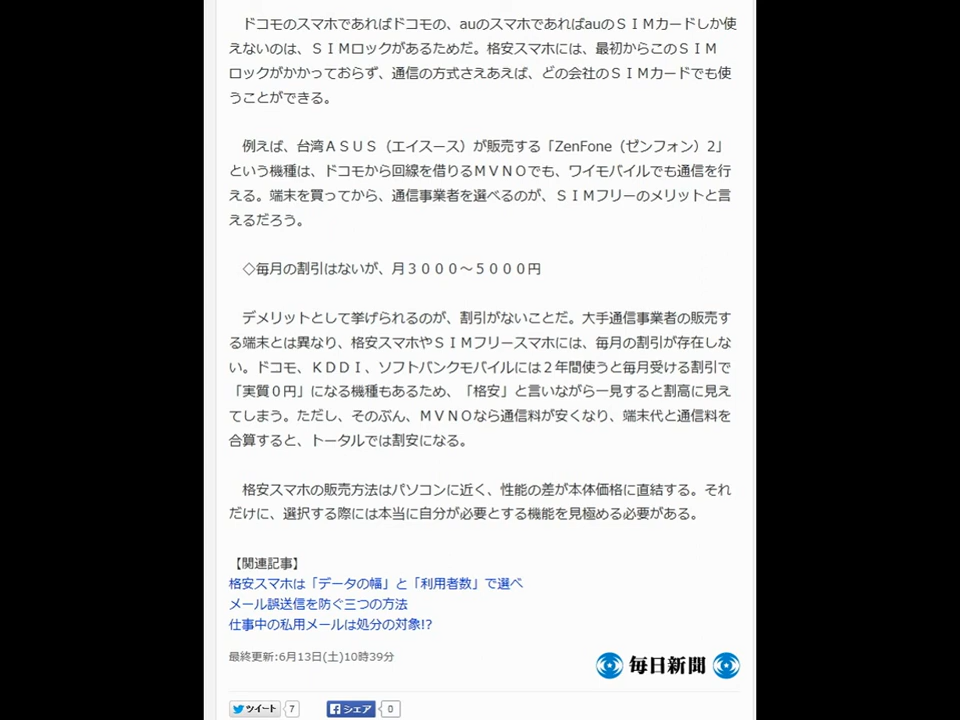 ドコモのスマホであればドコモの、auのスマホであればauのＳＩＭカードしか使
えないのは、ＳＩＭロックがあるためだ。格安スマホには、最初からこのＳＩＭ
ロックがかかっておらず、通信の方式さえあえば、どの会社のＳＩＭカードでも使
うことができる。
例えば、台湾ＡＳＵＳ（エイスース）が販売する「ZenFone（ゼンフォン）2」
という機種は、ドコモから回線を借りるＭＶＮＯでも、ワイモバイルでも通信を行
える。端末を買ってから、通信事業者を選べるのが、ＳＩＭフリーのメリットと言
えるだろう。
◇毎月の割引はないが、月３０００～５０００円
デメリットとして挙げられるのが、割引がないことだ。大手通信事業者の販売す
る端末とは異なり、格安スマホやＳＩＭフリースマホには、毎月の割引が存在しな
い。ドコモ、ＫＤＤＩ、ソフトバンクモバイルには２年間使うと毎月受ける割引で
「実質０円」になる機種もあるため、「格安」と言いながら一見すると割高に見え
てしまう。ただし、そのぶん、ＭＶＮＯなら通信料が安くなり、端末代と通信料を
合算すると、トータルでは割安になる。
格安スマホの販売方法はパソコンに近く、性能の差が本体価格に直結する。それ
だけに、選択する際には本当に自分が必要とする機能を見極める必要がある。
【関連記事】
格安スマホは「データの幅」と「利用者数」で選べ
メール誤送信を防ぐ三つの方法
仕事中の私用メールは処分の対象!?
最終更新:6月13日(土)10時39分
毎日新聞
ツイート 7 シェア 0